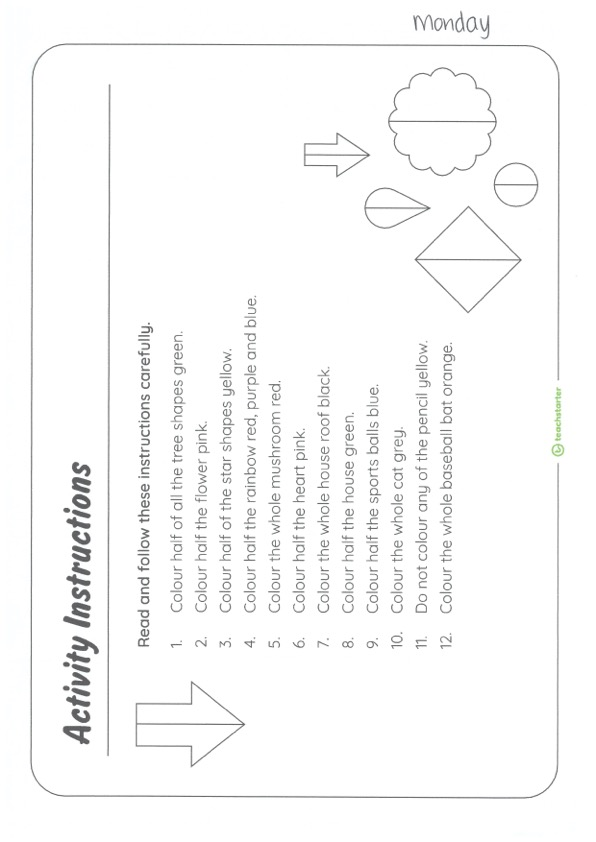 Monday
Activity Instructions
Read and follow these instructions carefully.
1. Colour half of all the tree shapes green.
2. Colour half the flower pink.
3. Colour half of the star shapes yellow.
4. Colour half the rainbow red, purple and blue.
5. Colour the whole mushroom red.
6. Colour half the heart pink.
7. Colour the whole house roof black.
8. Colour half the house green.
9. Colour half the sports balls blue.
10. Colour the whole cat grey.
11. Do not colour any of the pencil yellow.
12. Colour the whole baseball bat orange.
teachstarter